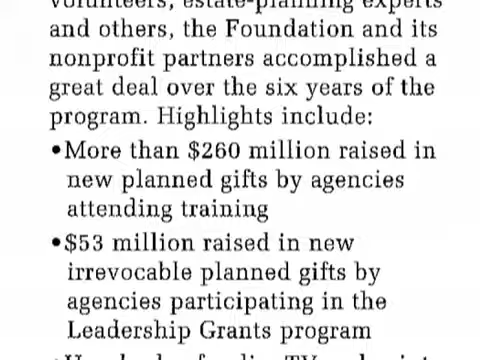 volunteers, estate-planning experts
and others, the Foundation and its
nonprofit partners accomplished a
great deal over the six years of the
program. Highlights include:
•More than $260 million raised in
new planned gifts by agencies
attending training
•$53 million raised in new
irrevocable planned gifts by
agencies participating in the
Leadership Grants program